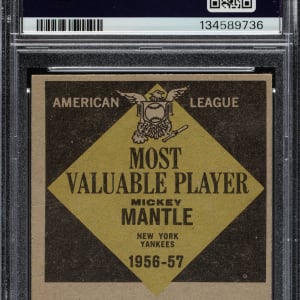 134589736
AMERICAN LEAGUE
MOST
VALUABLE PLAYER
MICKEY
MANTLE
NEW YORK
YANKEES
1956-57